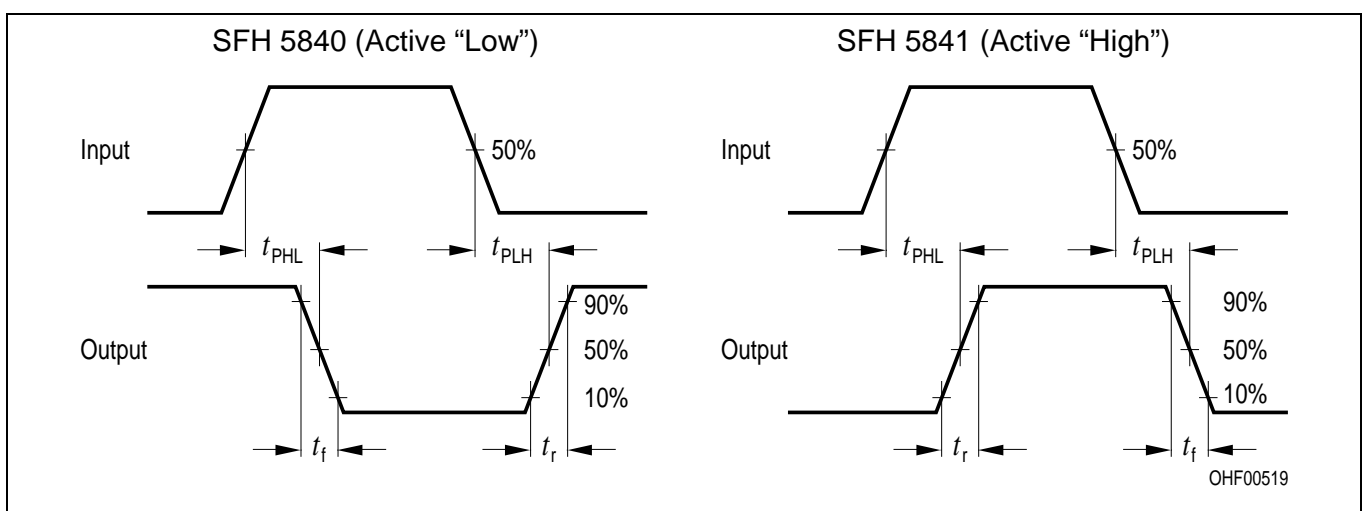 SFH 5840 (Active “Low”)
SFH 5841 (Active “High”)
Input
50%
Input
50%
tPHL
tPLH
tPHL
tPLH
Output
90%
50%
10%
Output
90%
50%
10%
tf
tr
tr
tf
OHF00519